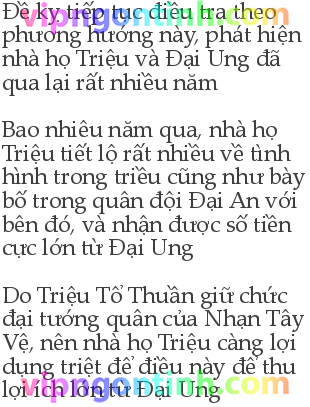 Đề kỵ tiếp tục điều tra theo
phương hướng này, phát hiện
nhà họ Triệu và Đại Ung đã
qua lại rất nhiều năm
Bao nhiêu năm qua, nhà họ
Triệu tiết lộ rất nhiều về tình
hình trong triều cũng như bày
bố trong quân đội Đại An với
bên đó, và nhận được số tiền
cực lớn từ Đại Ung
Do Triệu Tổ Thuần giữ chức
đại tướng quân của Nhạn Tây
Vệ, nên nhà họ Triệu càng lợi
dụng triệt để điều này để thu
lợi ích lớn từ Đại Ung
vipngontinh.com
vipngontinh.com